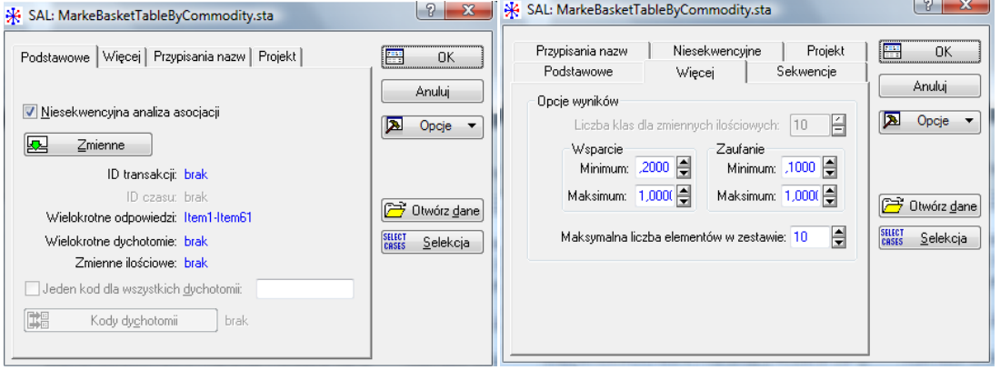 SAL: MarkeBasketTableByCommodity.sta
Podstawowe Więcej Przypisania nazw Projekt
OK
Anuluj
Opcje
Niesekwencyjna analiza asocjacji
Zmienne
ID transakcji: brak
ID czasu: brak
Wielokrotne odpowiedzi: Item1-Item61
Wielokrotne dychotomie: brak
Zmienne ilościowe: brak
Jeden kod dla wszystkich dychotomii:
Kody dychotomii brak
Otwórz dane
SELECT CASES Selekcja
SAL: MarkeBasketTableByCommodity.sta
Przypisania nazw Niesekwencyjne Projekt
Podstawowe Więcej Sekwencje
OK
Anuluj
Opcje
Opcje wyników
Liczba klas dla zmiennych ilościowych: 10
Wsparcie Zaufanie
Minimum: ,2000 Minimum: ,1000
Maksimum: 1,000( Maksimum: 1,000(
Maksymalna liczba elementów w zestawie: 10
Otwórz dane
SELECT CASES Selekcja